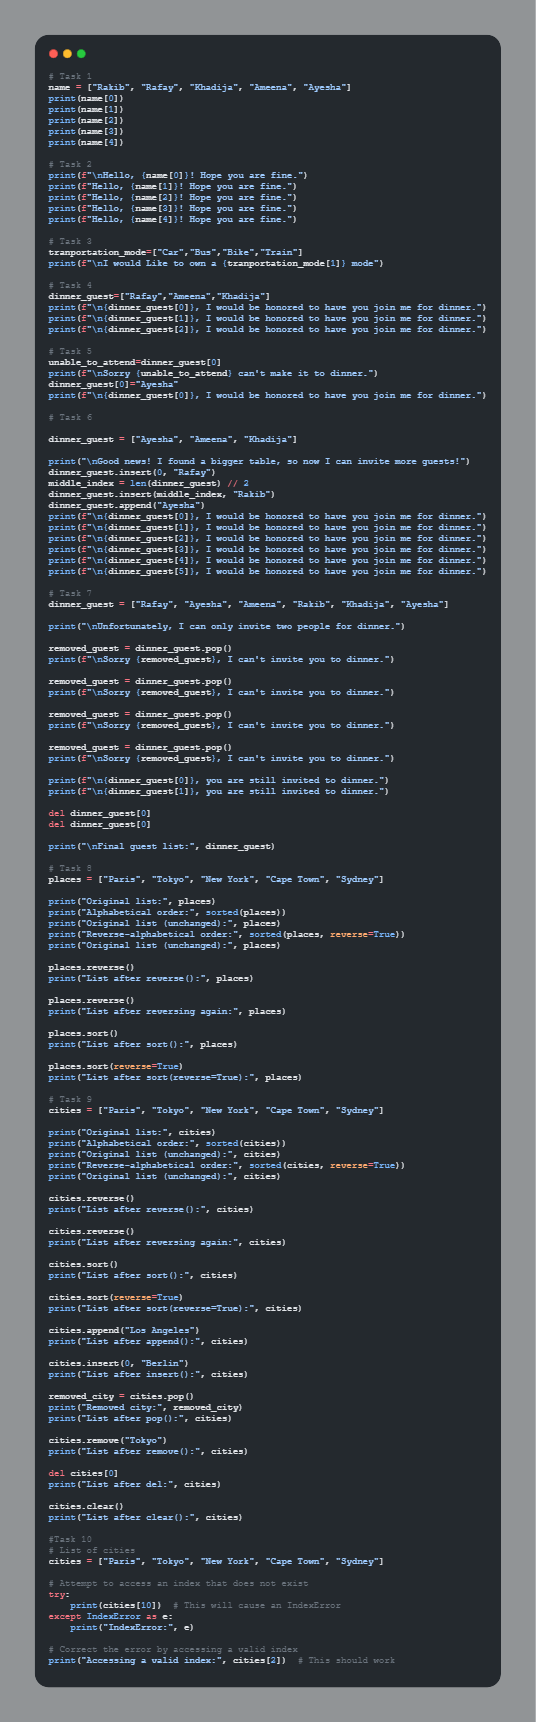 # Task 1
name = ["Rakib", "Rafay", "Khadija", "Ameena", "Ayesha"]
print(name[0])
print(name[1])
print(name[2])
print(name[3])
print(name[4])
# Task 2
print(f"\nHello, {name[0]}! Hope you are fine.")
print(f"Hello, {name[1]}! Hope you are fine.")
print(f"Hello, {name[2]}! Hope you are fine.")
print(f"Hello, {name[3]}! Hope you are fine.")
print(f"Hello, {name[4]}! Hope you are fine.")
# Task 3
tranportation_mode=["Car","Bus","Bike","Train"]
print(f"\nI would Like to own a {tranportation_mode[1]} mode")
# Task 4
dinner_guest=["Rafay","Ameena","Khadija"]
print(f"\n{dinner_guest[0]}, I would be honored to have you join me for dinner.")
print(f"\n{dinner_guest[1]}, I would be honored to have you join me for dinner.")
print(f"\n{dinner_guest[2]}, I would be honored to have you join me for dinner.")
# Task 5
unable_to_attend=dinner_guest[0]
print(f"\nSorry {unable_to_attend} can't make it to dinner.")
dinner_guest[0]="Ayesha"
print(f"\n{dinner_guest[0]}, I would be honored to have you join me for dinner.")
# Task 6
dinner_guest = ["Ayesha", "Ameena", "Khadija"]
print("\nGood news! I found a bigger table, so now I can invite more guests!")
dinner_guest.insert(0, "Rafay")
middle_index = len(dinner_guest) // 2
dinner_guest.insert(middle_index, "Rakib")
dinner_guest.append("Ayesha")
print(f"\n{dinner_guest[0]}, I would be honored to have you join me for dinner.")
print(f"\n{dinner_guest[1]}, I would be honored to have you join me for dinner.")
print(f"\n{dinner_guest[2]}, I would be honored to have you join me for dinner.")
print(f"\n{dinner_guest[3]}, I would be honored to have you join me for dinner.")
print(f"\n{dinner_guest[4]}, I would be honored to have you join me for dinner.")
print(f"\n{dinner_guest[5]}, I would be honored to have you join me for dinner.")
# Task 7
dinner_guest = ["Rafay", "Ayesha", "Ameena", "Rakib", "Khadija", "Ayesha"]
print("\nUnfortunately, I can only invite two people for dinner.")
removed_guest = dinner_guest.pop()
print(f"\nSorry {removed_guest}, I can't invite you to dinner.")
removed_guest = dinner_guest.pop()
print(f"\nSorry {removed_guest}, I can't invite you to dinner.")
removed_guest = dinner_guest.pop()
print(f"\nSorry {removed_guest}, I can't invite you to dinner.")
removed_guest = dinner_guest.pop()
print(f"\nSorry {removed_guest}, I can't invite you to dinner.")
print(f"\n{dinner_guest[0]}, you are still invited to dinner.")
print(f"\n{dinner_guest[1]}, you are still invited to dinner.")
del dinner_guest[0]
del dinner_guest[0]
print("\nFinal guest list:", dinner_guest)
# Task 8
places = ["Paris", "Tokyo", "New York", "Cape Town", "Sydney"]
print("Original list:", places)
print("Alphabetical order:", sorted(places))
print("Original list (unchanged):", places)
print("Reverse-alphabetical order:", sorted(places, reverse=True))
print("Original list (unchanged):", places)
places.reverse()
print("List after reverse():", places)
places.reverse()
print("List after reversing again:", places)
places.sort()
print("List after sort():", places)
places.sort(reverse=True)
print("List after sort(reverse=True):", places)
# Task 9
cities = ["Paris", "Tokyo", "New York", "Cape Town", "Sydney"]
print("Original list:", cities)
print("Alphabetical order:", sorted(cities))
print("Original list (unchanged):", cities)
print("Reverse-alphabetical order:", sorted(cities, reverse=True))
print("Original list (unchanged):", cities)
cities.reverse()
print("List after reverse():", cities)
cities.reverse()
print("List after reversing again:", cities)
cities.sort()
print("List after sort():", cities)
cities.sort(reverse=True)
print("List after sort(reverse=True):", cities)
cities.append("Los Angeles")
print("List after append():", cities)
cities.insert(0, "Berlin")
print("List after insert():", cities)
removed_city = cities.pop()
print("Removed city:", removed_city)
print("List after pop():", cities)
cities.remove("Tokyo")
print("List after remove():", cities)
del cities[0]
print("List after del:", cities)
cities.clear()
print("List after clear():", cities)
#Task 10
# List of cities
cities = ["Paris", "Tokyo", "New York", "Cape Town", "Sydney"]
# Attempt to access an index that does not exist
try:
    print(cities[10])  # This will cause an IndexError
except IndexError as e:
    print("IndexError:", e)
# Correct the error by accessing a valid index
print("Accessing a valid index:", cities[2])  # This should work